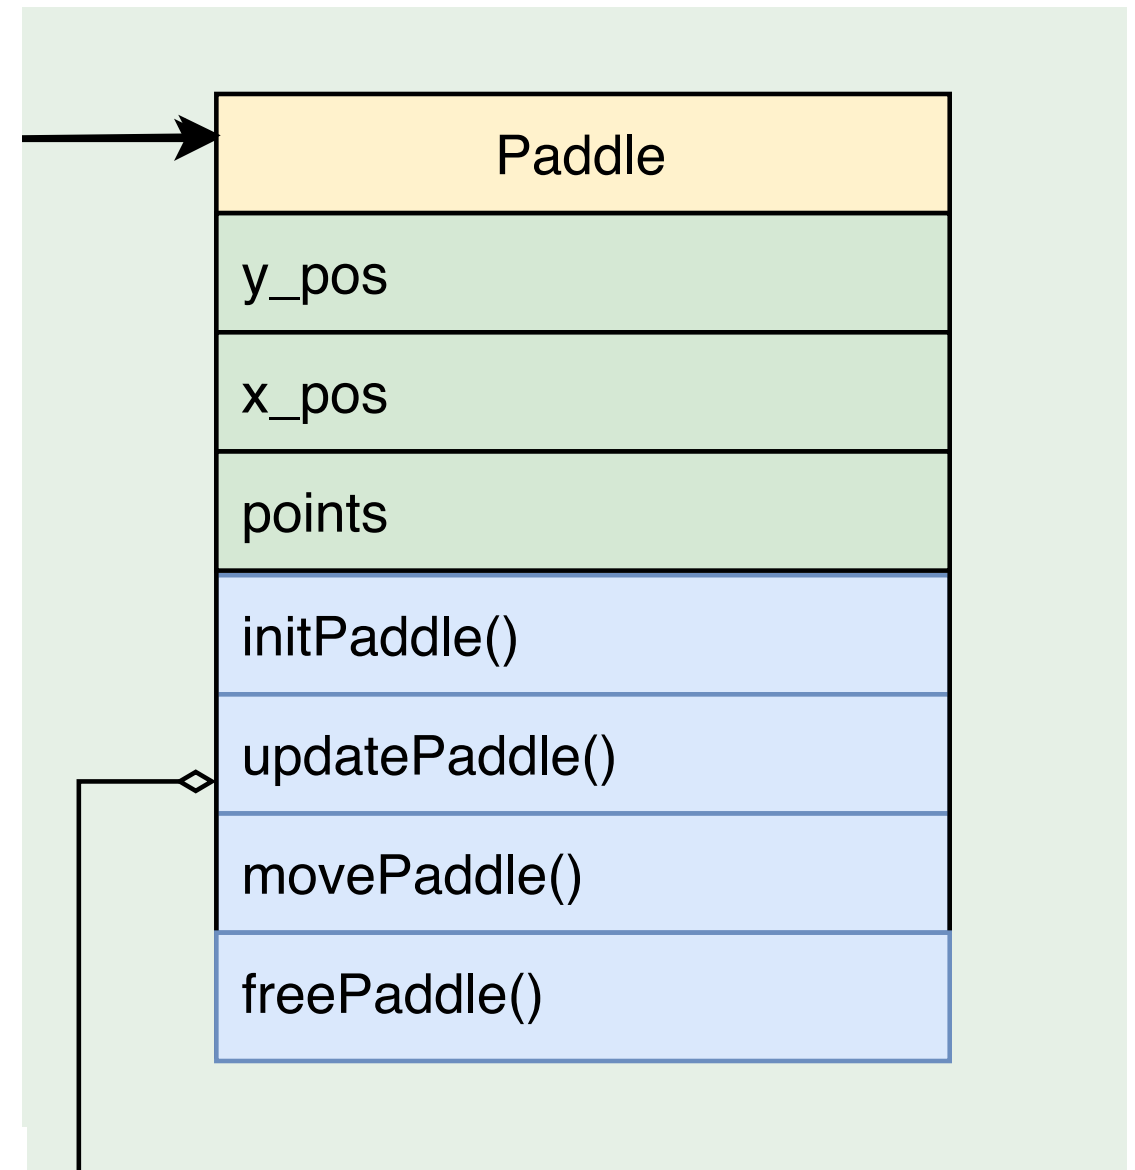 Paddle
y_pos
x_pos
points
initPaddle()
updatePaddle()
movePaddle()
freePaddle()